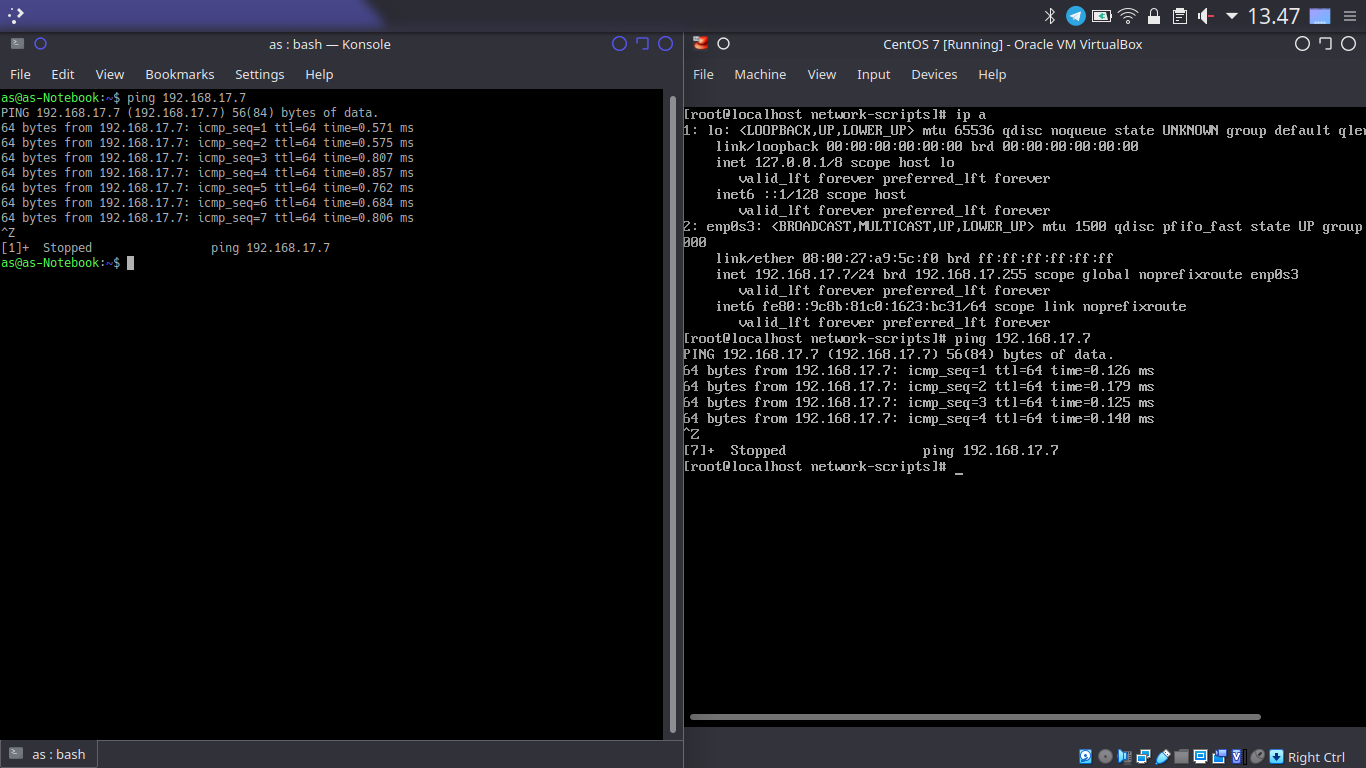 13.47
as : bash — Konsole
File Edit View Bookmarks Settings Help
as@as-Notebook:~$ ping 192.168.17.7
PING 192.168.17.7 (192.168.17.7) 56(84) bytes of data.
64 bytes from 192.168.17.7: icmp_seq=1 ttl=64 time=0.571 ms
64 bytes from 192.168.17.7: icmp_seq=2 ttl=64 time=0.575 ms
64 bytes from 192.168.17.7: icmp_seq=3 ttl=64 time=0.807 ms
64 bytes from 192.168.17.7: icmp_seq=4 ttl=64 time=0.857 ms
64 bytes from 192.168.17.7: icmp_seq=5 ttl=64 time=0.762 ms
64 bytes from 192.168.17.7: icmp_seq=6 ttl=64 time=0.684 ms
64 bytes from 192.168.17.7: icmp_seq=7 ttl=64 time=0.806 ms
^Z
[1]+  Stopped                 ping 192.168.17.7
as@as-Notebook:~$
as : bash
CentOS 7 [Running] - Oracle VM VirtualBox
File Machine View Input Devices Help
[root@localhost network-scripts]# ip a
1: lo: <LOOPBACK,UP,LOWER_UP> mtu 65536 qdisc noqueue state UNKNOWN group default qlen
    link/loopback 00:00:00:00:00:00 brd 00:00:00:00:00:00
    inet 127.0.0.1/8 scope host lo
       valid_lft forever preferred_lft forever
    inet6 ::1/128 scope host
       valid_lft forever preferred_lft forever
2: enp0s3: <BROADCAST,MULTICAST,UP,LOWER_UP> mtu 1500 qdisc pfifo_fast state UP group
000
    link/ether 08:00:27:a9:5c:f0 brd ff:ff:ff:ff:ff:ff
    inet 192.168.17.7/24 brd 192.168.17.255 scope global noprefixroute enp0s3
       valid_lft forever preferred_lft forever
    inet6 fe80::9c8b:81c0:1623:bc31/64 scope link noprefixroute
       valid_lft forever preferred_lft forever
[root@localhost network-scripts]# ping 192.168.17.7
PING 192.168.17.7 (192.168.17.7) 56(84) bytes of data.
64 bytes from 192.168.17.7: icmp_seq=1 ttl=64 time=0.126 ms
64 bytes from 192.168.17.7: icmp_seq=2 ttl=64 time=0.179 ms
64 bytes from 192.168.17.7: icmp_seq=3 ttl=64 time=0.125 ms
64 bytes from 192.168.17.7: icmp_seq=4 ttl=64 time=0.140 ms
^Z
[7]+  Stopped                 ping 192.168.17.7
[root@localhost network-scripts]# _
Right Ctrl